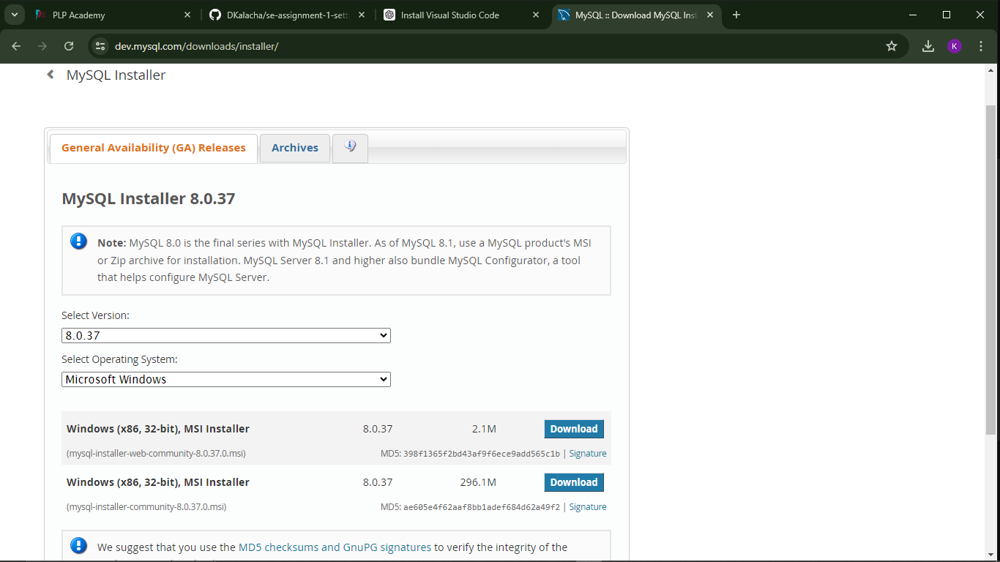 PLP Academy
DKalacha/se-assignment-1-sett
Install Visual Studio Code
MySQL :: Download MySQL Inst
dev.mysql.com/downloads/installer/
K
MySQL Installer
General Availability (GA) Releases
Archives
MySQL Installer 8.0.37
Note: MySQL 8.0 is the final series with MySQL Installer. As of MySQL 8.1, use a MySQL product's MSI
or Zip archive for installation. MySQL Server 8.1 and higher also bundle MySQL Configurator, a tool
that helps configure MySQL Server.
Select Version:
8.0.37
Select Operating System:
Microsoft Windows
Windows (x86, 32-bit), MSI Installer 8.0.37 2.1M Download
(mysql-installer-web-community-8.0.37.0.msi) MD5: 398f1365f2bd43af9f6ece9add565c1b | Signature
Windows (x86, 32-bit), MSI Installer 8.0.37 296.1M Download
(mysql-installer-community-8.0.37.0.msi) MD5: ae605e4f62aaf8bb1adef684d62a49f2 | Signature
We suggest that you use the MD5 checksums and GnuPG signatures to verify the integrity of the